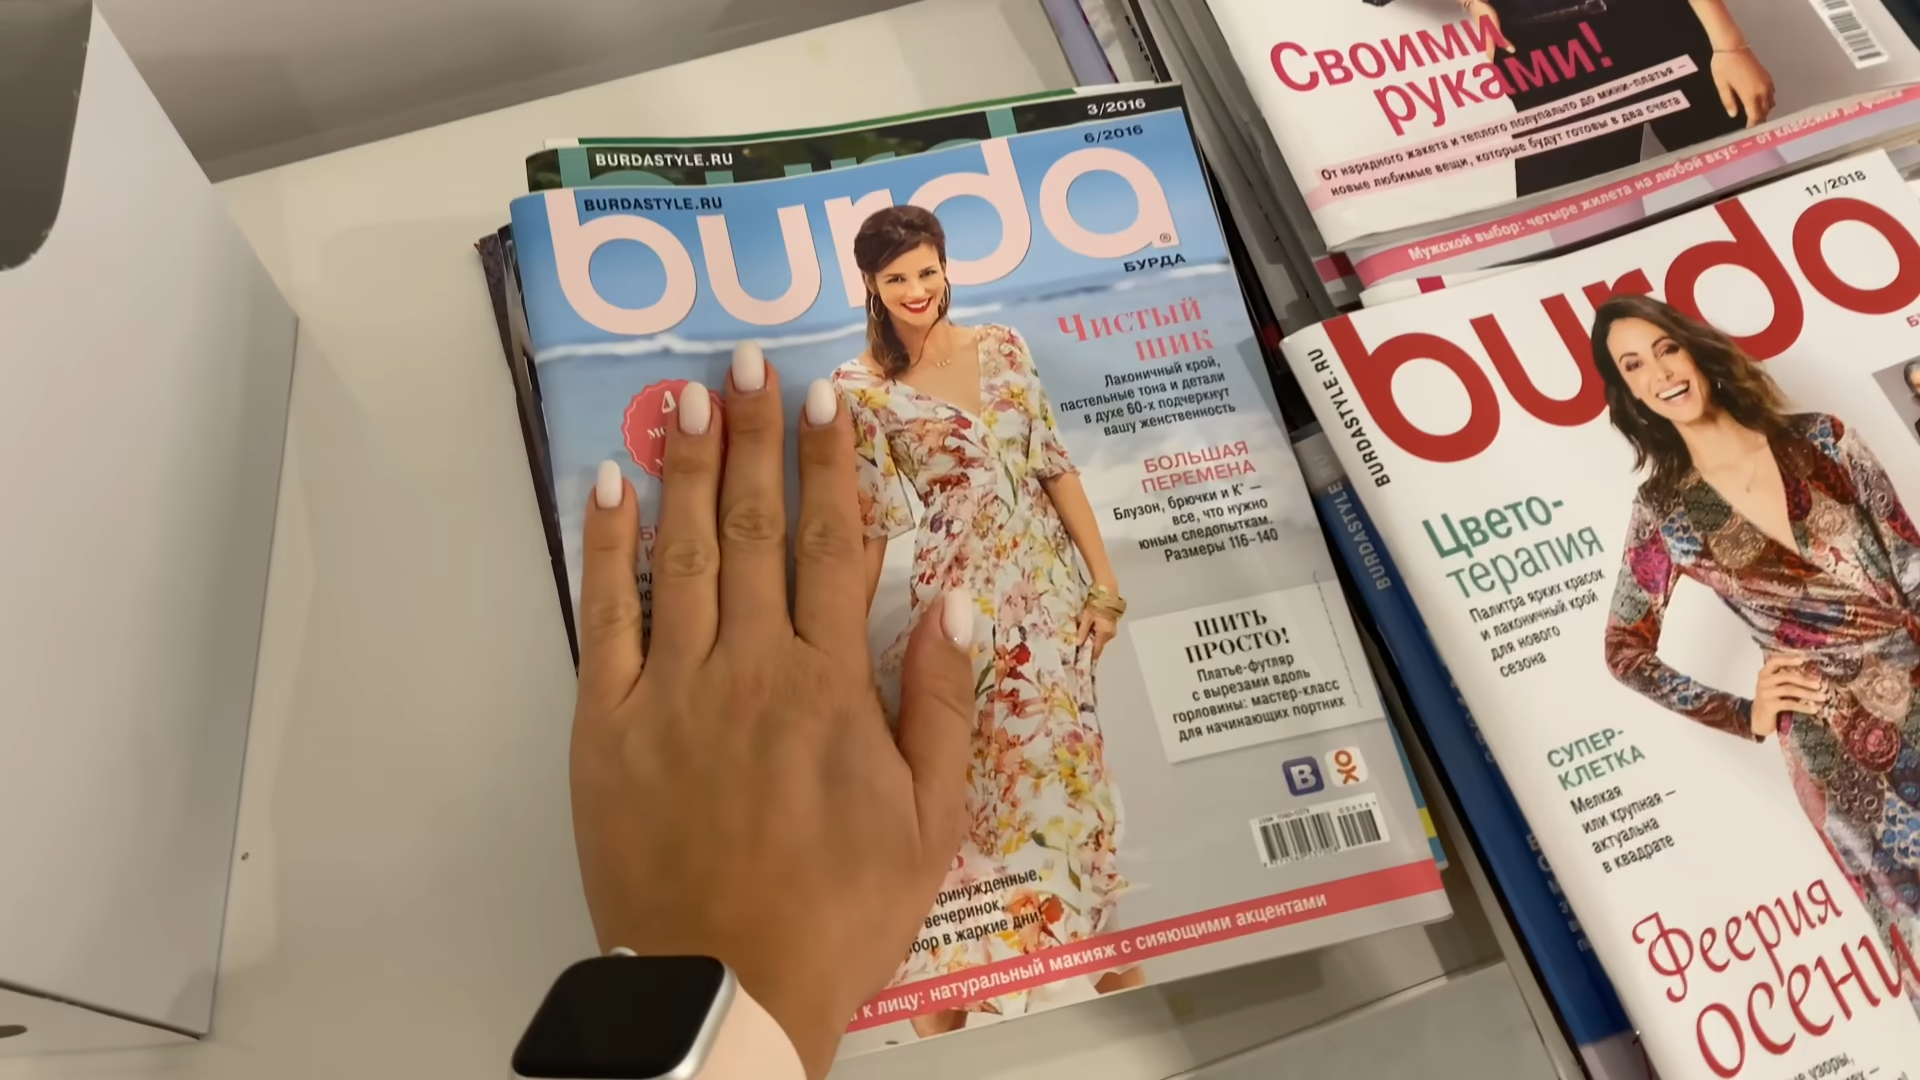 3/2016
BURDASTYLE.RU
6/2016
BURDASTYLE.RU
burda
БУРДА
Чистый
шик
Лаконичный крой,
пастельные тона и детали
в духе 60-х подчеркнут
вашу женственность
БОЛЬШАЯ
ПЕРЕМЕНА
Блузон, брючки и К° —
все, что нужно
юным следопыткам.
Размеры 116–140
ШИТЬ
ПРОСТО!
Платье-футляр
с вырезами вдоль
горловины: мастер-класс
для начинающих портних
В
ОК
вечеринок,
в жаркие дни!
к лицу: натуральный макияж с сияющими акцентами
Своими
руками!
От нарядного жакета и теплого полупальто до мини-платья —
новые любимые вещи, которые будут готовы в два счета
Мужской выбор: четыре жилета на любой вкус — от классики до
11/2018
BURDASTYLE.RU
burda
Цвето-
терапия
Палитра ярких красок
и лаконичный крой
для нового
сезона
СУПЕР-
КЛЕТКА
Мелкая
или крупная —
актуальна
в квадрате
Феерия
осени
BURDASTYLE